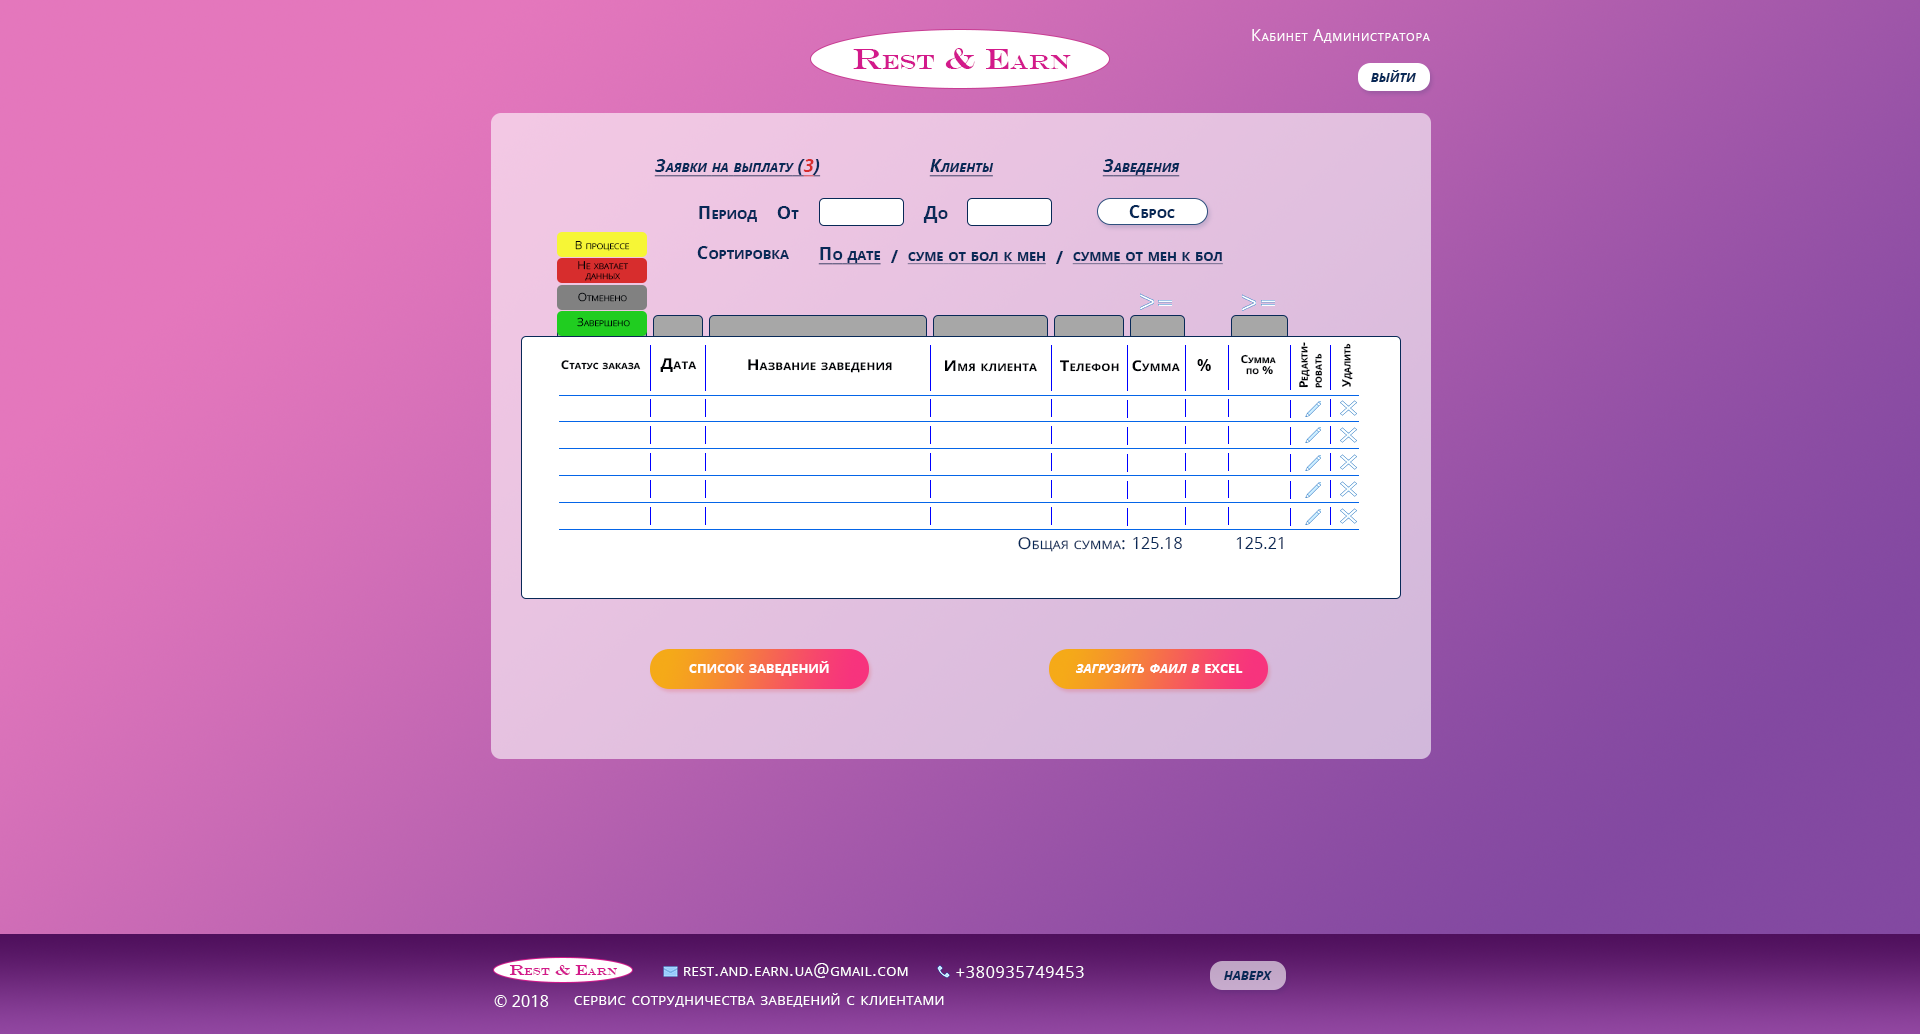 Rest & Earn
Кабинет Администратора
выйти
Заявки на выплату (3) Клиенты Заведения
Период От До Сброс
Сортировка По дате / суме от бол к мен / сумме от мен к бол
В процессе
Не хватает
данных
Отменено
Завершено
>= >=
Статус заказа Дата Название заведения Имя клиента Телефон Сумма % Сумма по % Редакти-ровать Удалить
Общая сумма: 125.18 125.21
список заведений
загрузить фаил в excel
Rest & Earn rest.and.earn.ua@gmail.com +380935749453 наверх
© 2018 сервис сотрудничества заведений с клиентами